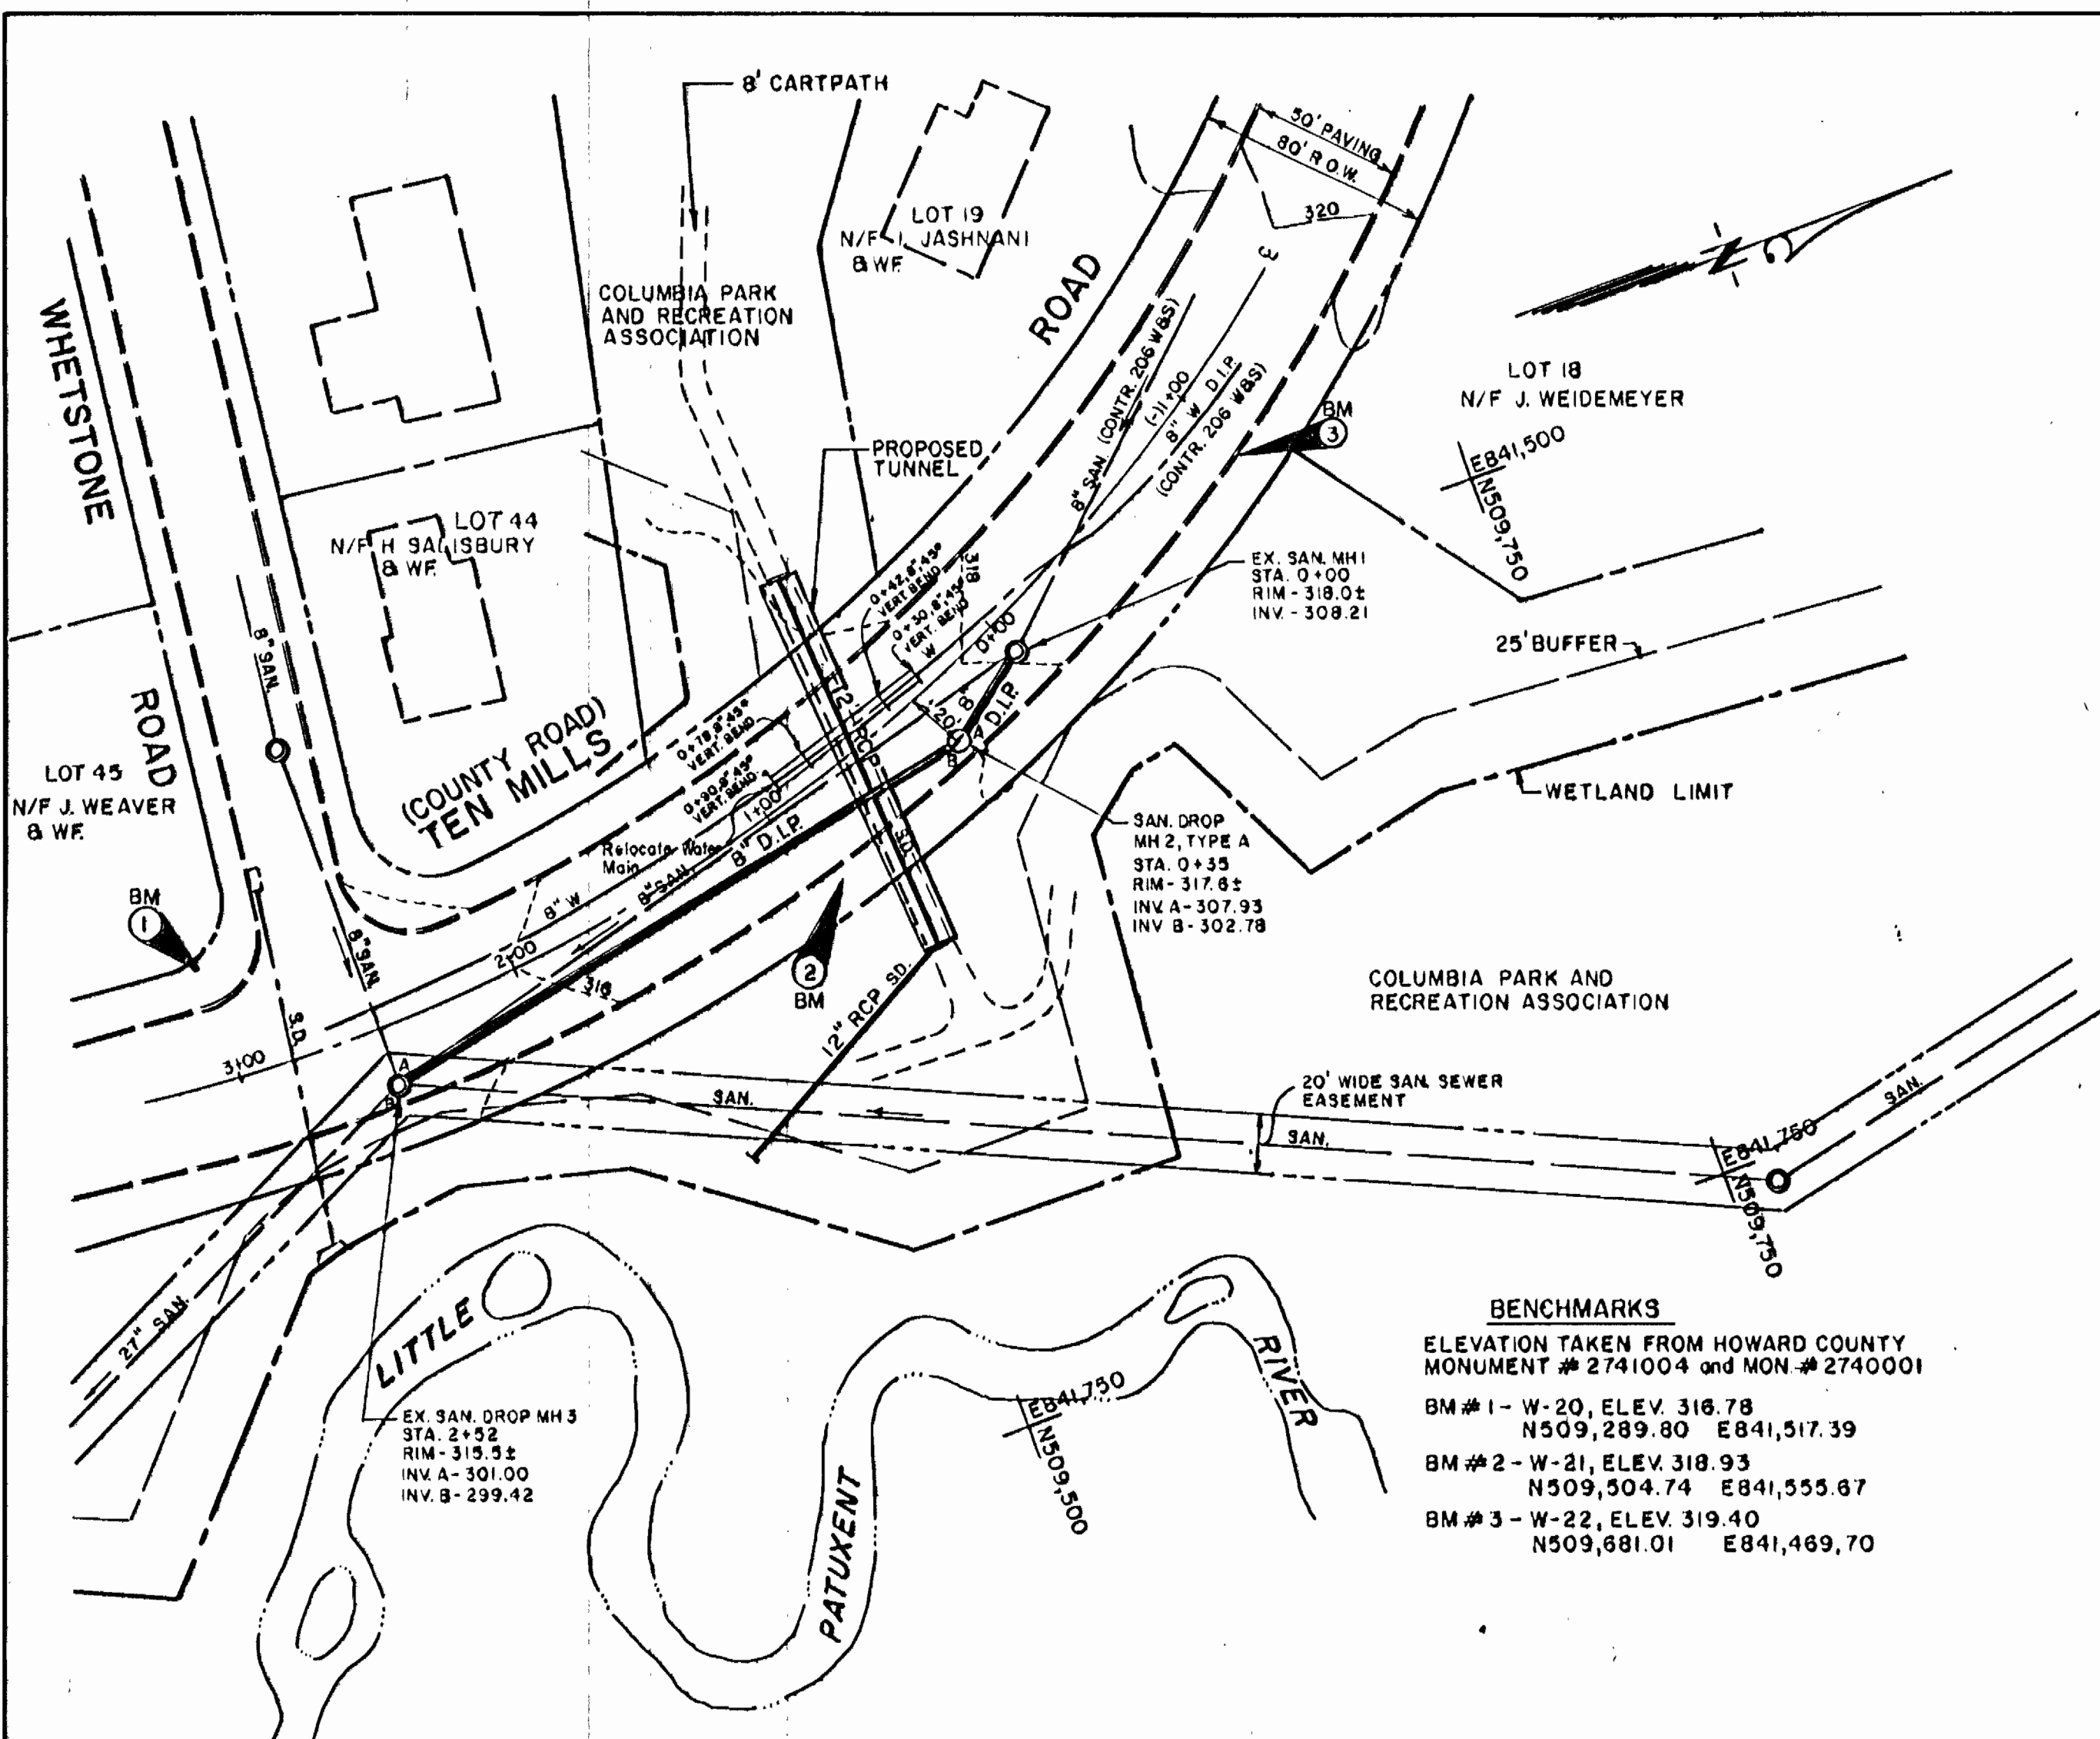 8' CARTPATH
50' PAVING
80' R.O.W.
320
LOT 19
N/F I. JASHNANI
& WF.
COLUMBIA PARK
AND RECREATION
ASSOCIATION
ROAD
WHETSTONE
ROAD
N
LOT 18
N/F J. WEIDEMEYER
E841,500
N509,750
BM
3
8" SAN. (CONTR. 206 W&S)
(-)1+00
8" W. D.I.P.
(CONTR. 206 W&S)
PROPOSED
TUNNEL
LOT 44
N/F H SALISBURY
& WF.
8" SAN.
0+42,8",45°
VERT. BEND
0+30,8",45°
VERT. BEND
W
318
0+00
EX. SAN. MH 1
STA. 0+00
RIM - 318.0±
INV. - 308.21
25' BUFFER
WETLAND LIMIT
LOT 45
N/F J. WEAVER
& WF.
(COUNTY ROAD)
TEN MILLS
0+78,8",45°
VERT. BEND
0+90,8",45°
VERT. BEND
1+00
12" RCP
S.D.
20'
8"
D.I.P.
A
B
8" D.I.P.
Relocate Water
Main
8" SAN.
8" W
2+00
316
SAN. DROP
MH 2, TYPE A
STA. 0+35
RIM - 317.6±
INV. A - 307.93
INV B - 302.78
BM
1
8" SAN.
S.D.
3+00
2
BM
12" RCP S.D.
COLUMBIA PARK AND
RECREATION ASSOCIATION
A
B
SAN.
20' WIDE SAN. SEWER
EASEMENT
SAN.
SAN.
E841,750
N509,750
27" SAN.
LITTLE
PATUXENT
RIVER
E841,750
N509,500
EX. SAN. DROP MH 3
STA. 2+52
RIM - 315.5±
INV. A - 301.00
INV. B - 299.42
BENCHMARKS
ELEVATION TAKEN FROM HOWARD COUNTY
MONUMENT # 2741004 and MON. # 2740001
BM # 1 - W-20, ELEV. 316.78
N509,289.80 E841,517.39
BM # 2 - W-21, ELEV. 318.93
N509,504.74 E841,555.67
BM # 3 - W-22, ELEV. 319.40
N509,681.01 E841,469,70